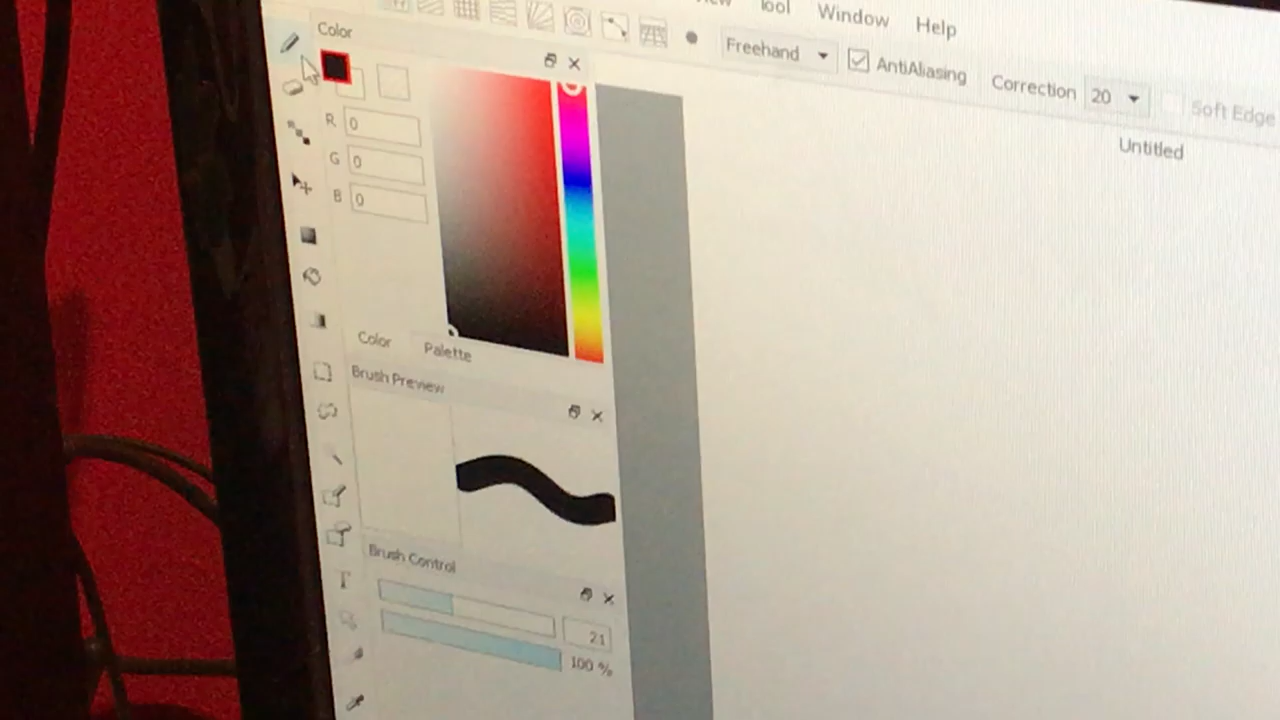 Tool Window Help
Freehand AntiAliasing Correction 20 Soft Edge
Color
Untitled
R 0
G 0
B 0
Color Palette
Brush Preview
Brush Control
21
100 %